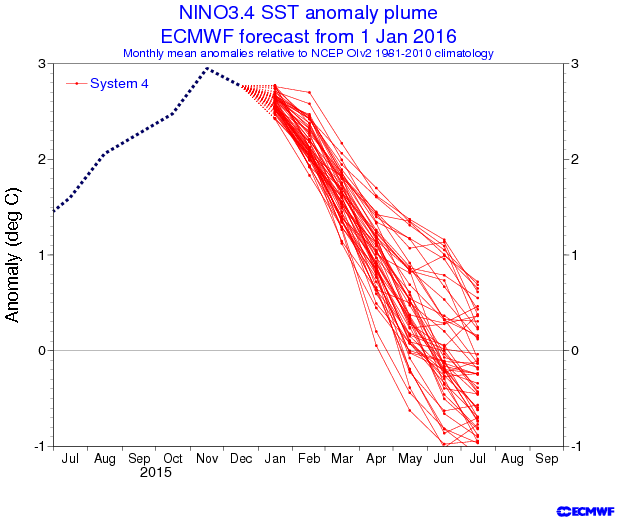 NINO3.4 SST anomaly plume
ECMWF forecast from 1 Jan 2016
Monthly mean anomalies relative to NCEP OIv2 1981-2010 climatology
System 4
Anomaly (deg C)
3 3
2 2
1 1
0 0
-1 -1
Jul Aug Sep Oct Nov Dec Jan Feb Mar Apr May Jun Jul Aug Sep
2015
ECMWF